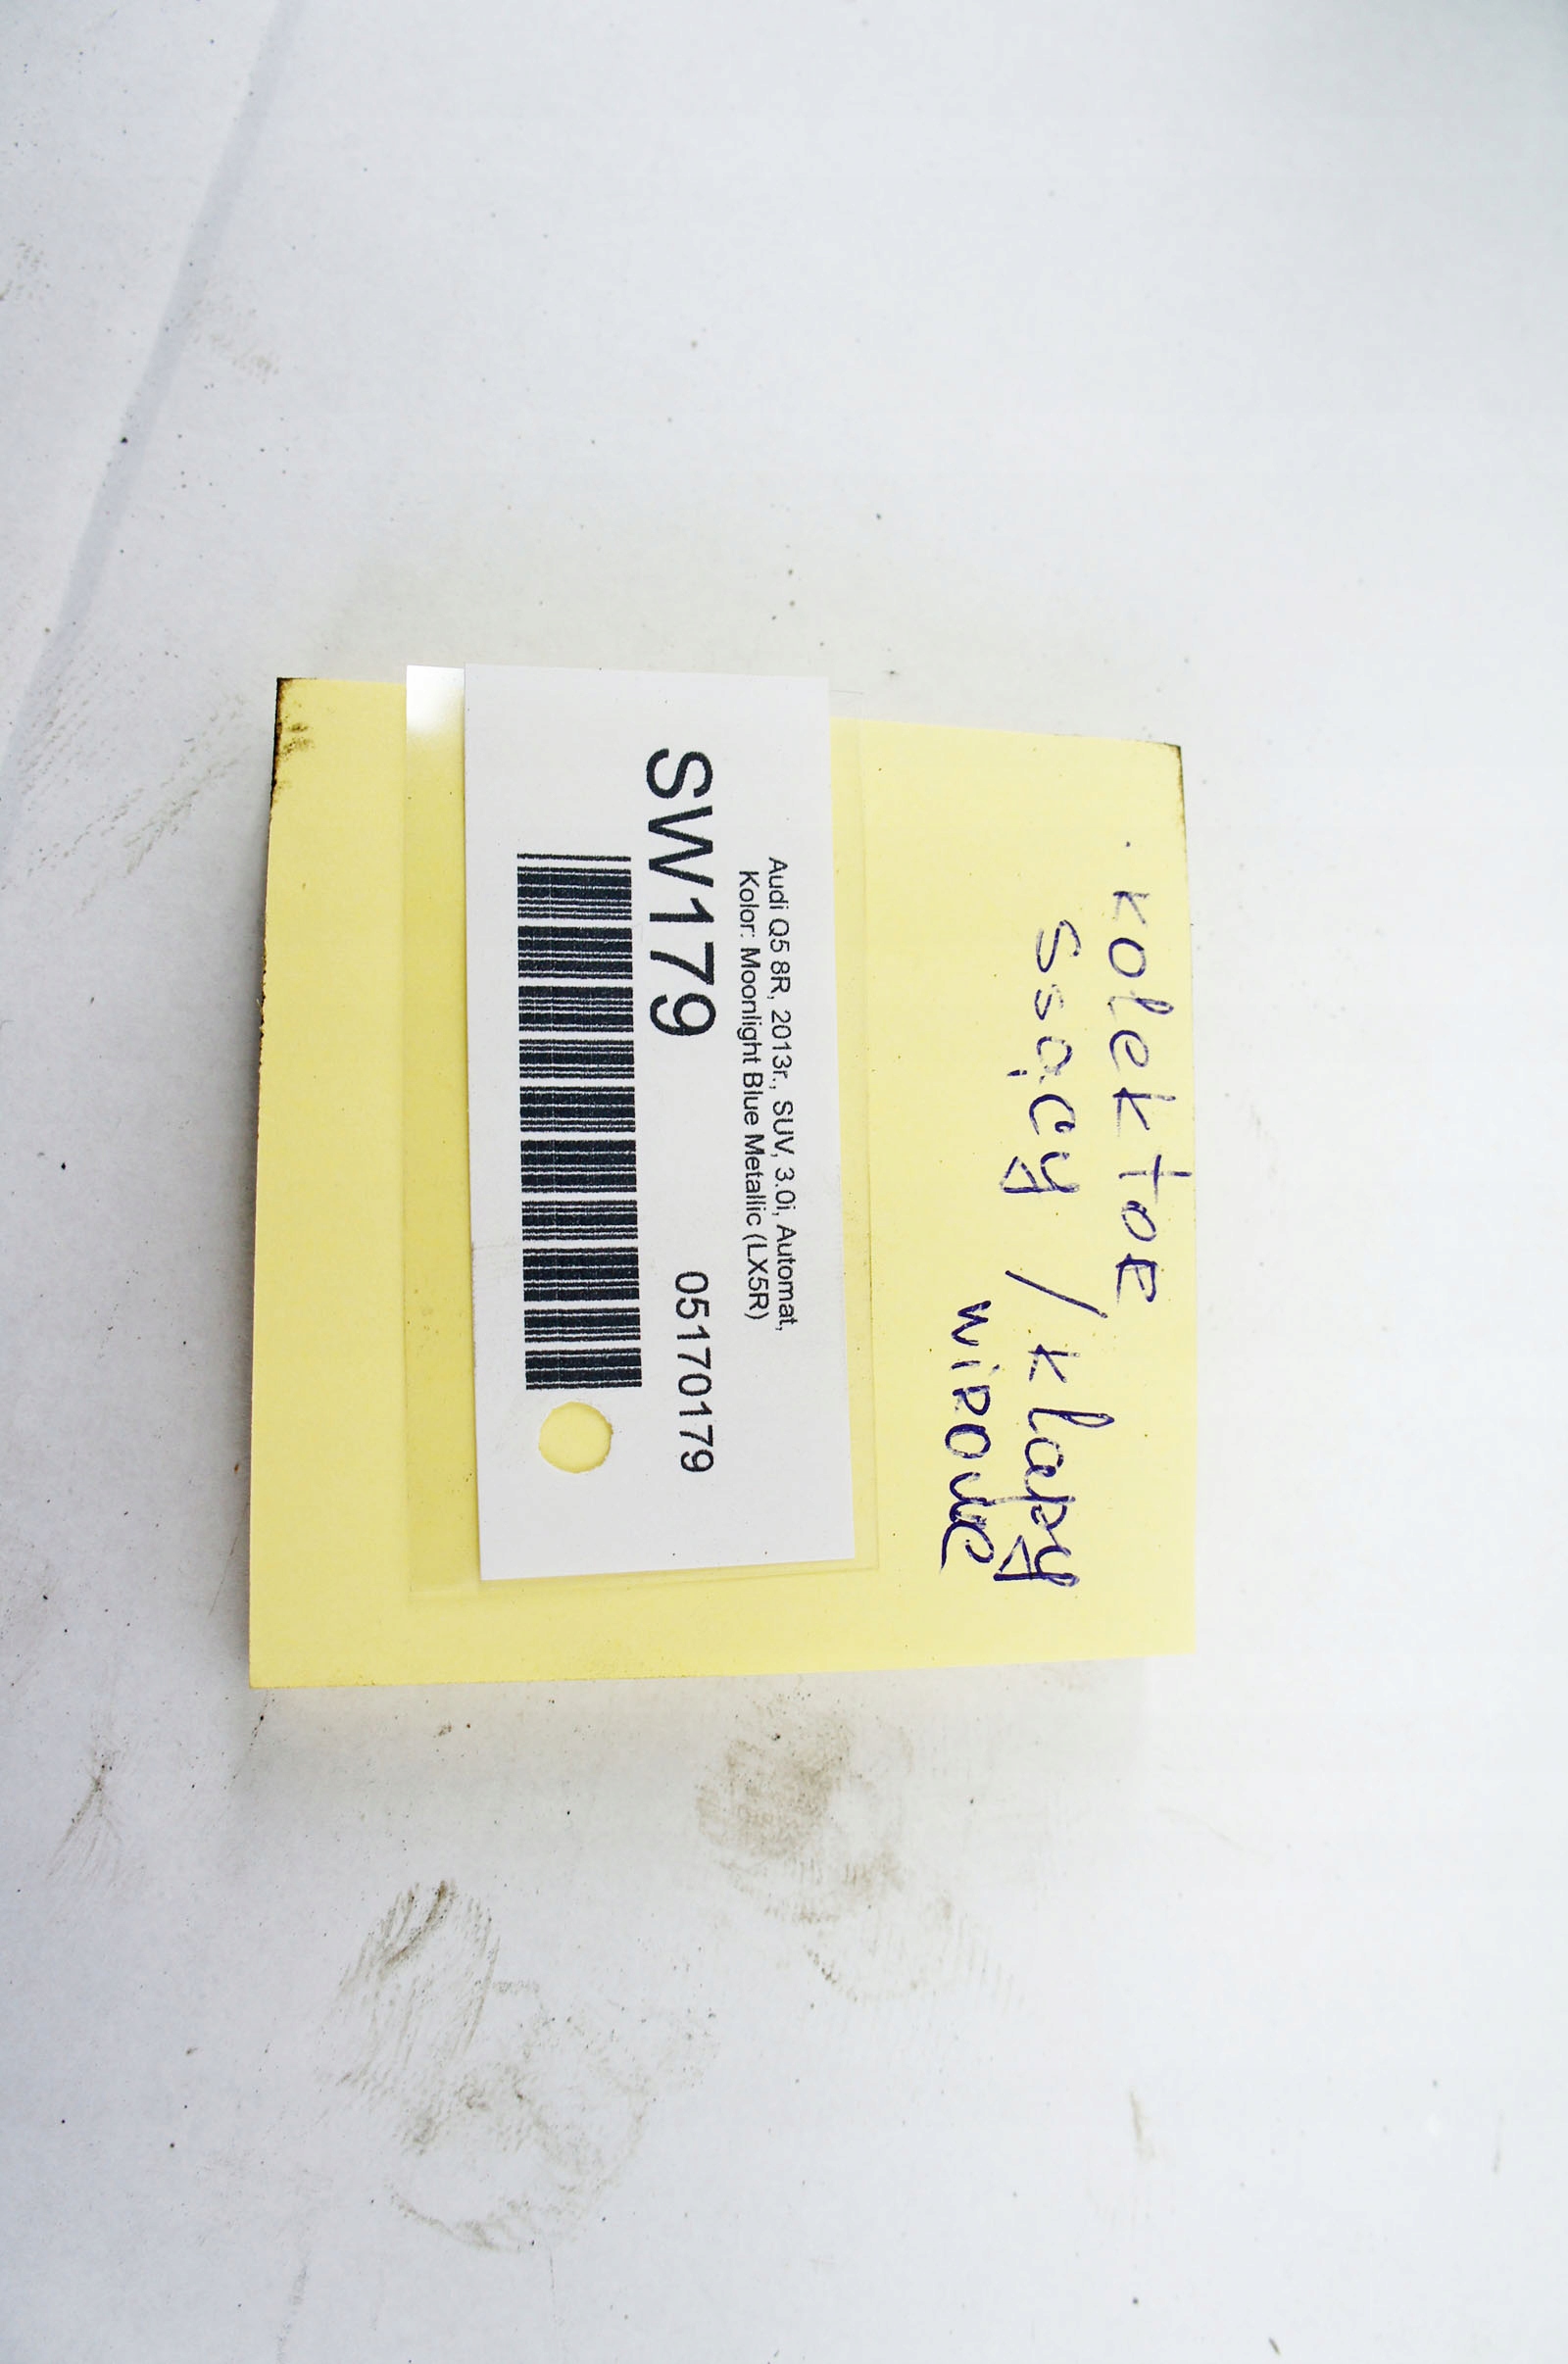 kolektor
ssący / klapy
wirowe
Audi Q5 8R, 2013r., SUV, 3.0i, Automat,
Kolor: Moonlight Blue Metallic (LX5R)
SW179 05170179